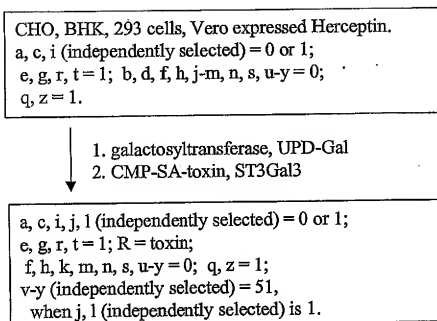 CHO, BHK, 293 cells, Vero expressed Herceptin.
a, c, i (independently selected) = 0 or 1;
e, g, r, t = 1; b, d, f, h, j-m, n, s, u-y = 0;
q, z = 1.
1. galactosyltransferase, UPD-Gal
2. CMP-SA-toxin, ST3Gal3
a, c, i, j, l (independently selected) = 0 or 1;
e, g, r, t = 1; R = toxin;
f, h, k, m, n, s, u-y = 0; q, z = 1;
v-y (independently selected) = 51,
when j, l (independently selected) is 1.